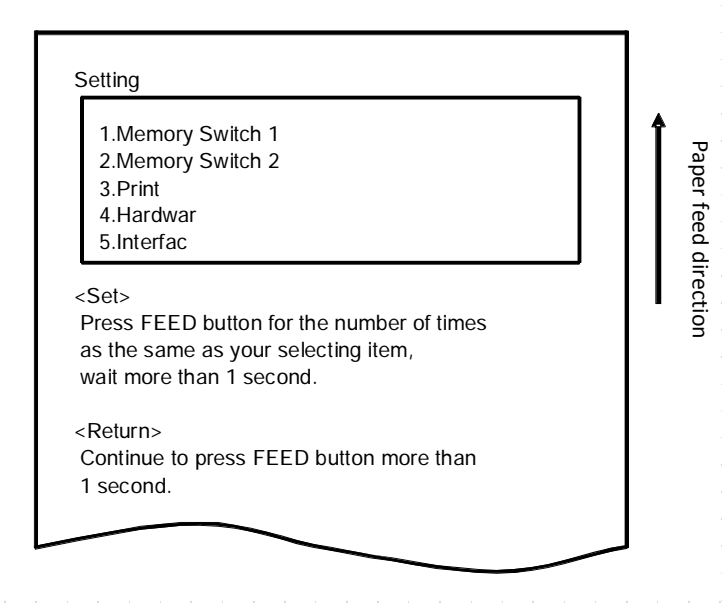 Setting
1.Memory Switch 1
2.Memory Switch 2
3.Print
4.Hardwar
5.Interfac
<Set>
Press FEED button for the number of times
as the same as your selecting item,
wait more than 1 second.
<Return>
Continue to press FEED button more than
1 second.
Paper feed direction